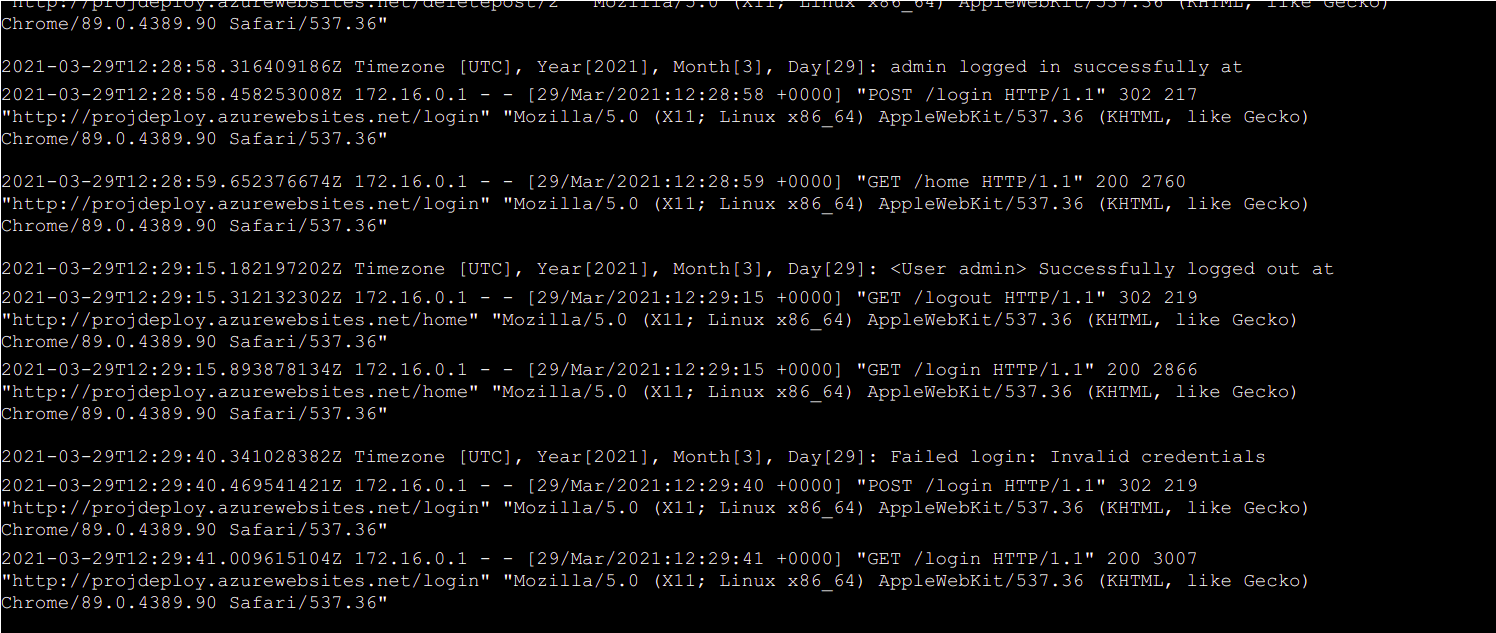 "http://projdeploy.azurewebsites.net/deletepost/2" "Mozilla/5.0 (X11; Linux x86_64) AppleWebKit/537.36 (KHTML, like Gecko)
Chrome/89.0.4389.90 Safari/537.36"
2021-03-29T12:28:58.316409186Z Timezone [UTC], Year[2021], Month[3], Day[29]: admin logged in successfully at
2021-03-29T12:28:58.458253008Z 172.16.0.1 - - [29/Mar/2021:12:28:58 +0000] "POST /login HTTP/1.1" 302 217
"http://projdeploy.azurewebsites.net/login" "Mozilla/5.0 (X11; Linux x86_64) AppleWebKit/537.36 (KHTML, like Gecko)
Chrome/89.0.4389.90 Safari/537.36"
2021-03-29T12:28:59.652376674Z 172.16.0.1 - - [29/Mar/2021:12:28:59 +0000] "GET /home HTTP/1.1" 200 2760
"http://projdeploy.azurewebsites.net/login" "Mozilla/5.0 (X11; Linux x86_64) AppleWebKit/537.36 (KHTML, like Gecko)
Chrome/89.0.4389.90 Safari/537.36"
2021-03-29T12:29:15.182197202Z Timezone [UTC], Year[2021], Month[3], Day[29]: <User admin> Successfully logged out at
2021-03-29T12:29:15.312132302Z 172.16.0.1 - - [29/Mar/2021:12:29:15 +0000] "GET /logout HTTP/1.1" 302 219
"http://projdeploy.azurewebsites.net/home" "Mozilla/5.0 (X11; Linux x86_64) AppleWebKit/537.36 (KHTML, like Gecko)
Chrome/89.0.4389.90 Safari/537.36"
2021-03-29T12:29:15.893878134Z 172.16.0.1 - - [29/Mar/2021:12:29:15 +0000] "GET /login HTTP/1.1" 200 2866
"http://projdeploy.azurewebsites.net/home" "Mozilla/5.0 (X11; Linux x86_64) AppleWebKit/537.36 (KHTML, like Gecko)
Chrome/89.0.4389.90 Safari/537.36"
2021-03-29T12:29:40.341028382Z Timezone [UTC], Year[2021], Month[3], Day[29]: Failed login: Invalid credentials
2021-03-29T12:29:40.469541421Z 172.16.0.1 - - [29/Mar/2021:12:29:40 +0000] "POST /login HTTP/1.1" 302 219
"http://projdeploy.azurewebsites.net/login" "Mozilla/5.0 (X11; Linux x86_64) AppleWebKit/537.36 (KHTML, like Gecko)
Chrome/89.0.4389.90 Safari/537.36"
2021-03-29T12:29:41.009615104Z 172.16.0.1 - - [29/Mar/2021:12:29:41 +0000] "GET /login HTTP/1.1" 200 3007
"http://projdeploy.azurewebsites.net/login" "Mozilla/5.0 (X11; Linux x86_64) AppleWebKit/537.36 (KHTML, like Gecko)
Chrome/89.0.4389.90 Safari/537.36"